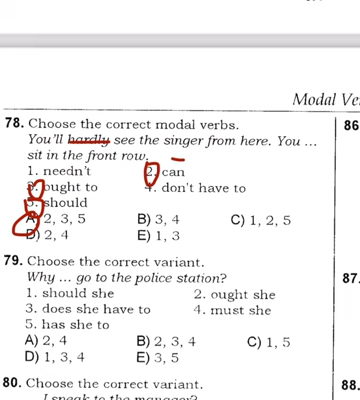 Modal Ve
78. Choose the correct modal verbs. 86
You'll hardly see the singer from here. You ...
sit in the front row.
1. needn't 2. can
3. ought to 4. don't have to
5. should
A) 2, 3, 5 B) 3, 4 C) 1, 2, 5
D) 2, 4 E) 1, 3
79. Choose the correct variant.
Why ... go to the police station? 87.
1. should she 2. ought she
3. does she have to 4. must she
5. has she to
A) 2, 4 B) 2, 3, 4 C) 1, 5
D) 1, 3, 4 E) 3, 5
80. Choose the correct variant. 88.
I speak to the manager?